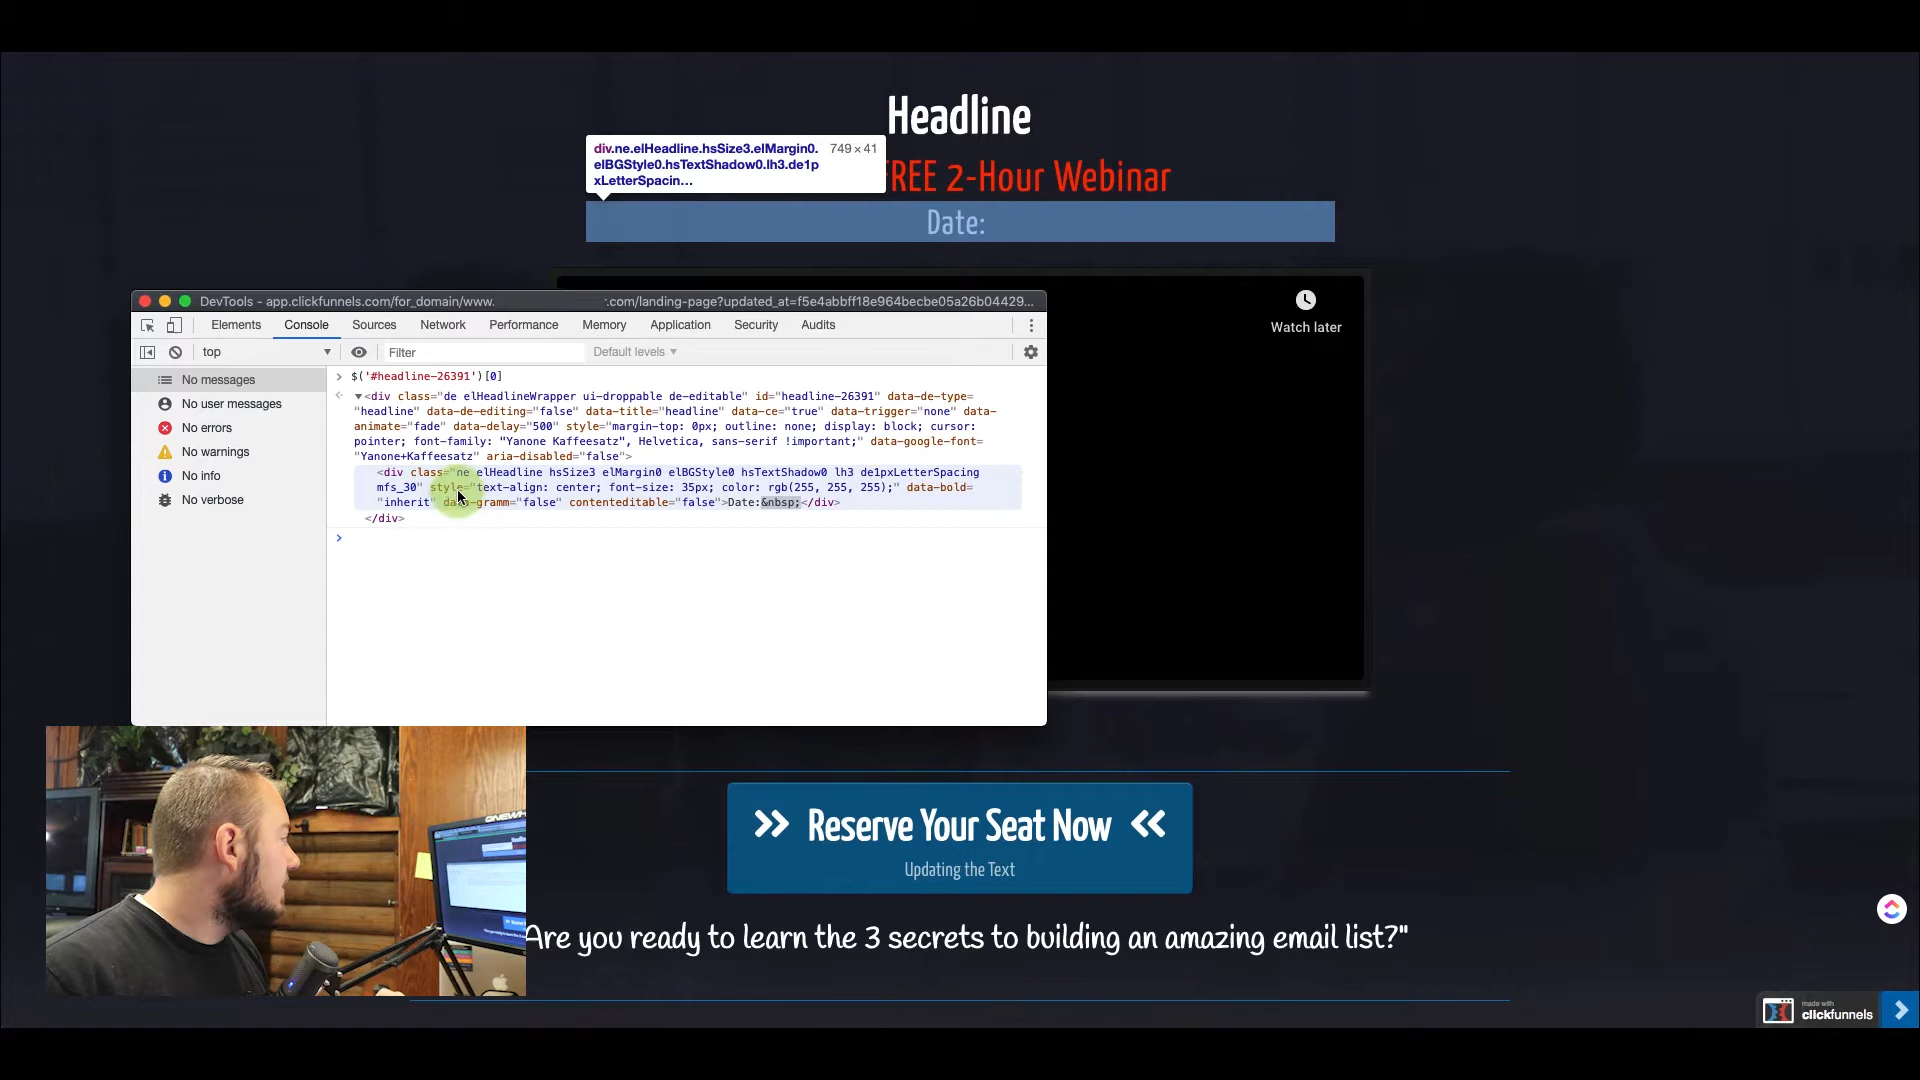 Headline
FREE 2-Hour Webinar
Date:
div.ne.elHeadline.hsSize3.elMargin0. 749 × 41
elBGStyle0.hsTextShadow0.lh3.de1p
xLetterSpacin...
Watch later
DevTools - app.clickfunnels.com/for_domain/www. .com/landing-page?updated_at=f5e4abbff18e964becbe05a26b04429...
Elements Console Sources Network Performance Memory Application Security Audits
top Filter Default levels
No messages
No user messages
No errors
No warnings
No info
No verbose
$('#headline-26391')[0]
<div class="de elHeadlineWrapper ui-droppable de-editable" id="headline-26391" data-de-type=
"headline" data-de-editing="false" data-title="headline" data-ce="true" data-trigger="none" data-
animate="fade" data-delay="500" style="margin-top: 0px; outline: none; display: block; cursor:
pointer; font-family: "Yanone Kaffeesatz", Helvetica, sans-serif !important;" data-google-font=
"Yanone+Kaffeesatz" aria-disabled="false">
<div class="ne elHeadline hsSize3 elMargin0 elBGStyle0 hsTextShadow0 lh3 de1pxLetterSpacing
mfs_30" style="text-align: center; font-size: 35px; color: rgb(255, 255, 255);" data-bold=
"inherit" data-gramm="false" contenteditable="false">Date:&nbsp;</div>
</div>
>> Reserve Your Seat Now <<
Updating the Text
Are you ready to learn the 3 secrets to building an amazing email list?"
made with
clickfunnels